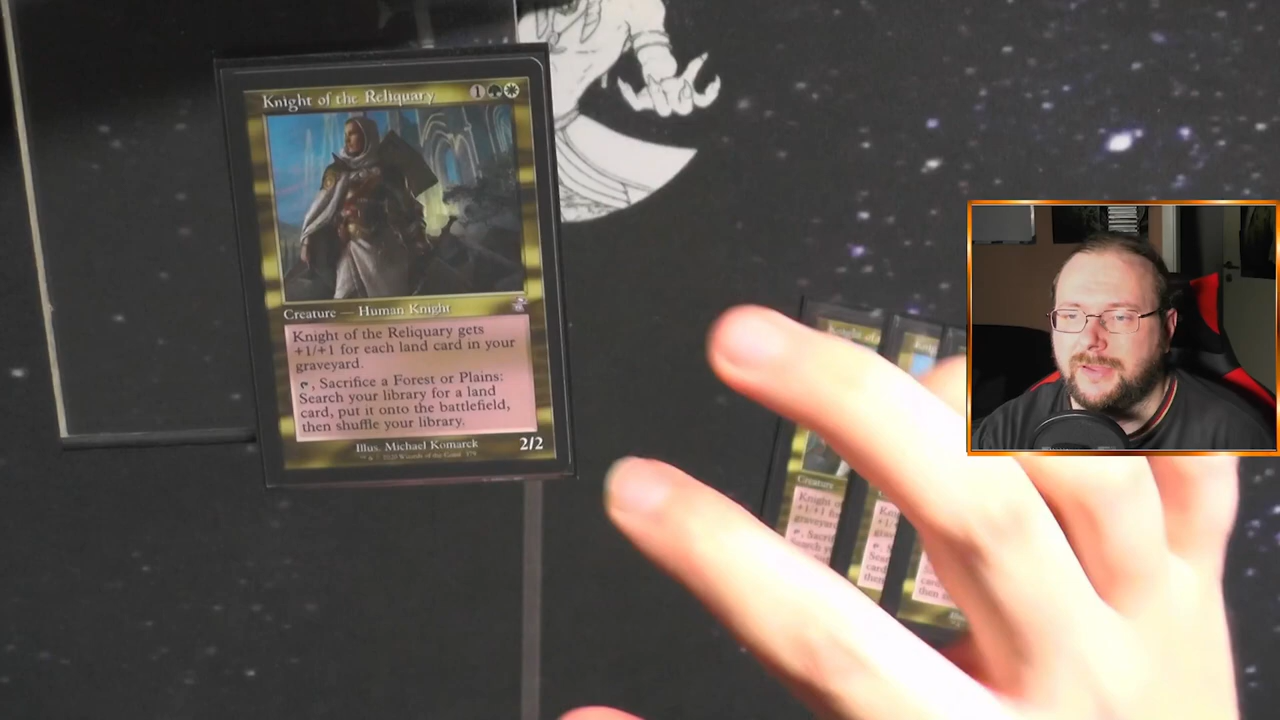 Knight of the Reliquary 1
Creature — Human Knight
Knight of the Reliquary gets
+1/+1 for each land card in your
graveyard.
, Sacrifice a Forest or Plains:
Search your library for a land
card, put it onto the battlefield,
then shuffle your library.
Illus. Michael Komarck
2/2
Creature